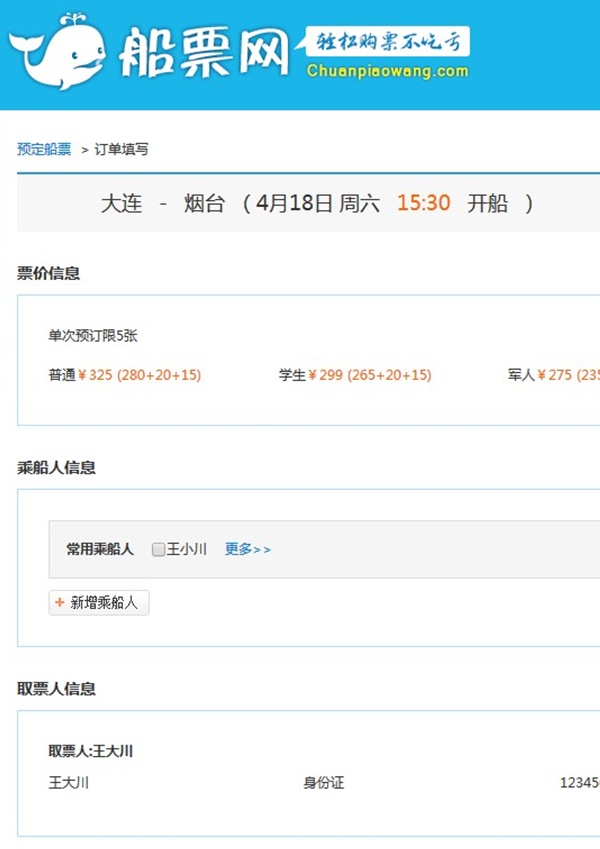 船票网 轻松购票不吃亏
Chuanpiaowang.com
预定船票 > 订单填写
大连 - 烟台 (4月18日 周六 15:30 开船 )
票价信息
单次预订限5张
普通￥325 (280+20+15) 学生￥299 (265+20+15) 军人￥275 (235
乘船人信息
常用乘船人 王小川 更多>>
+ 新增乘船人
取票人信息
取票人:王大川
王大川 身份证 12345